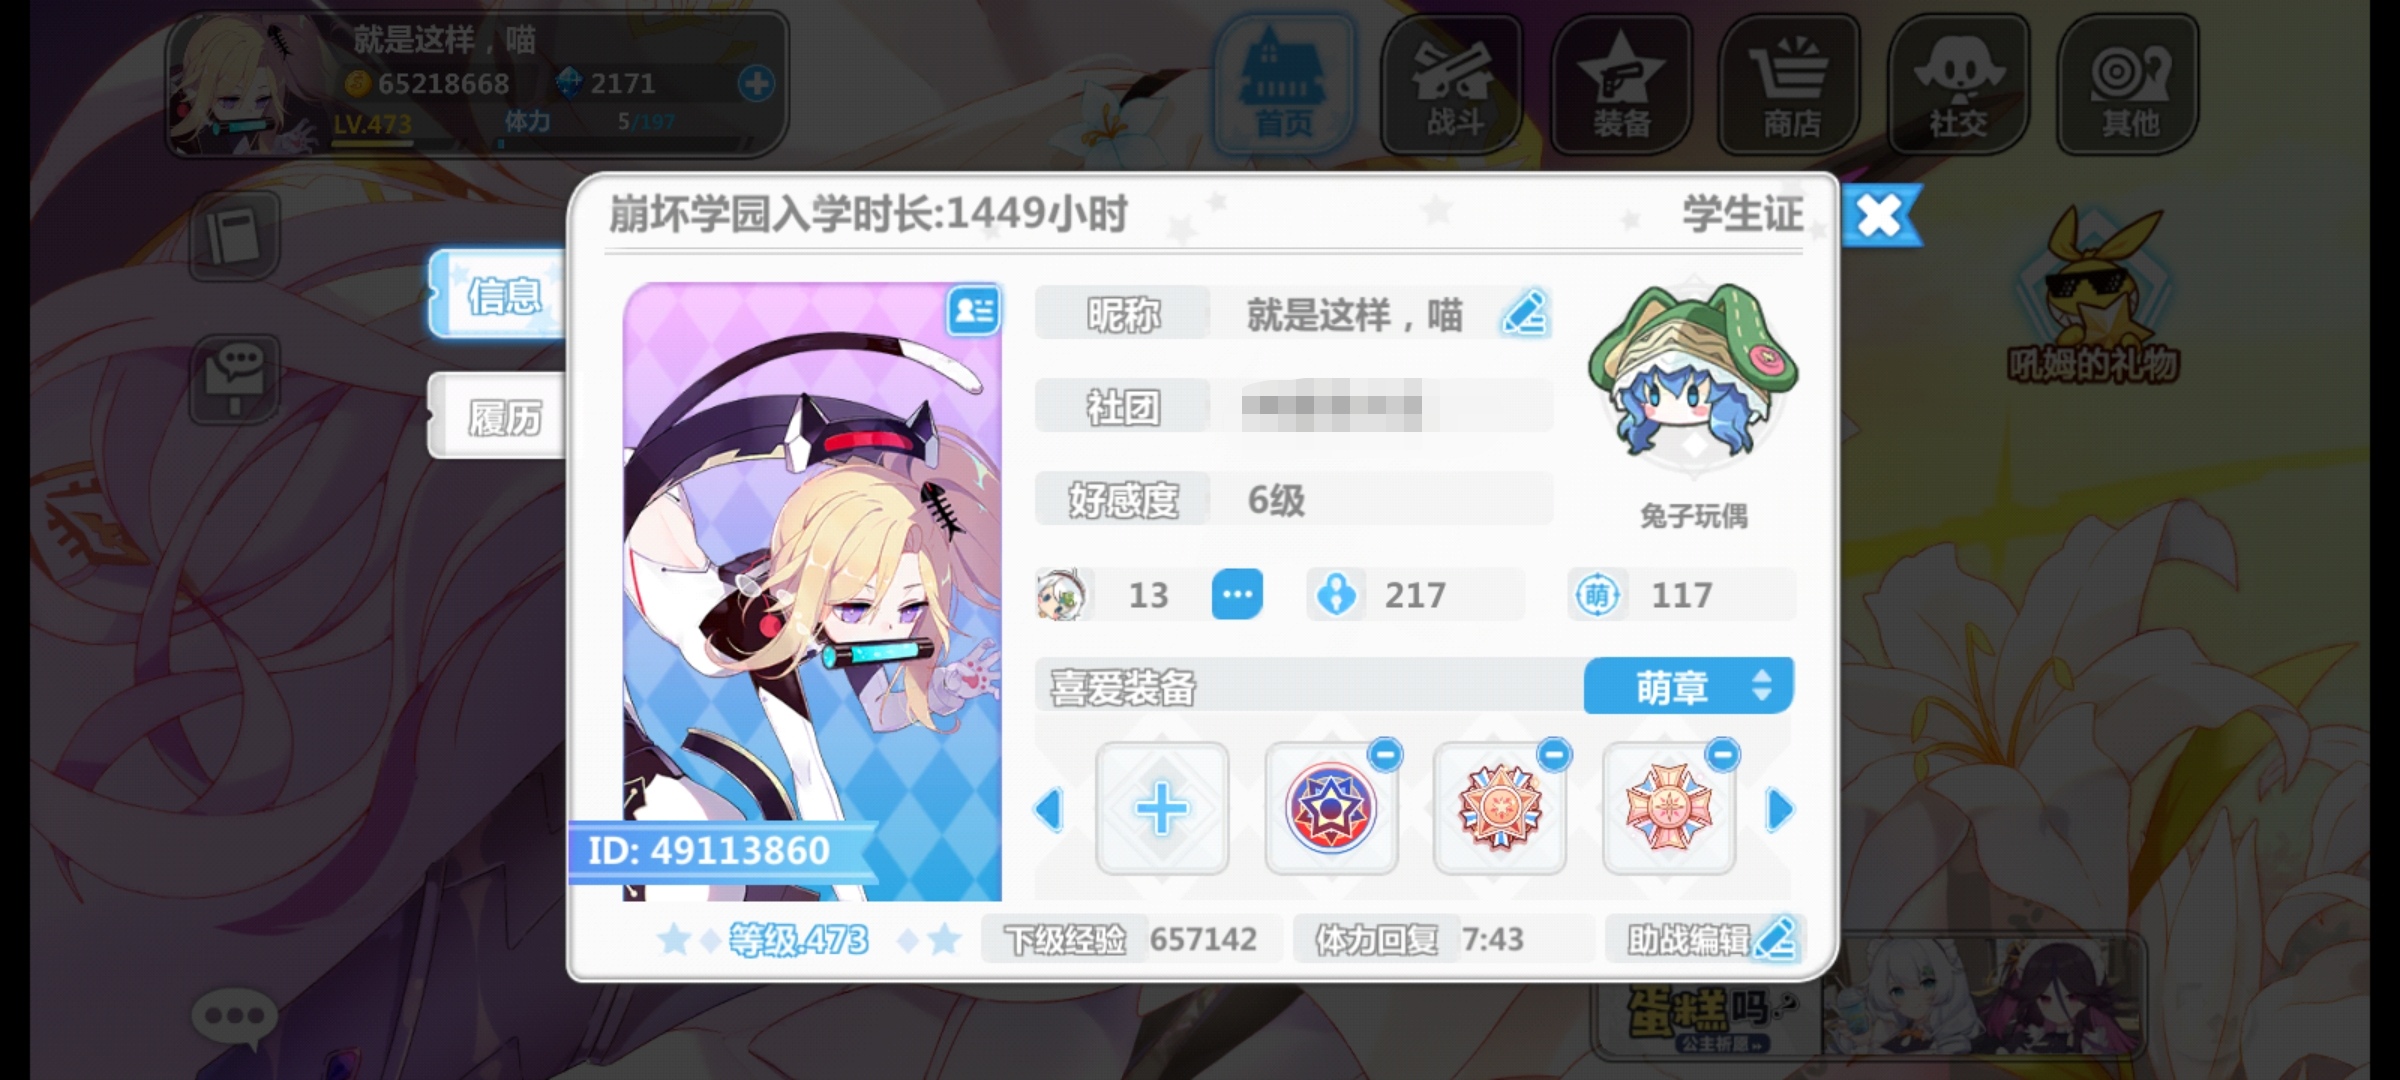 就是这样，喵
65218668
2171
LV.473
体力
5/197
首页
战斗
装备
商店
社交
其他
崩坏学园入学时长:1449小时
学生证
信息
履历
昵称
就是这样，喵
社团
好感度
6级
兔子玩偶
13
217
萌
117
喜爱装备
萌章
ID: 49113860
等级.473
下级经验
657142
体力回复
7:43
助战编辑
吼姆的礼物
蛋糕吗?
公主祈愿